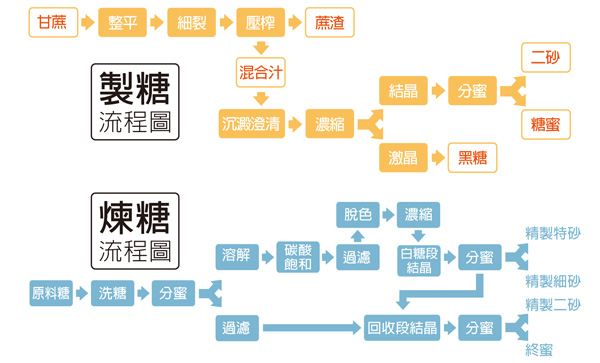 甘蔗
整平
細裂
壓榨
蔗渣
混合汁
製糖
流程圖
沉澱澄清
濃縮
結晶
分蜜
二砂
糖蜜
激晶
黑糖
煉糖
流程圖
原料糖
洗糖
分蜜
溶解
碳酸
飽和
過濾
脫色
濃縮
白糖段
結晶
分蜜
精製特砂
精製細砂
過濾
回收段結晶
分蜜
精製二砂
終蜜